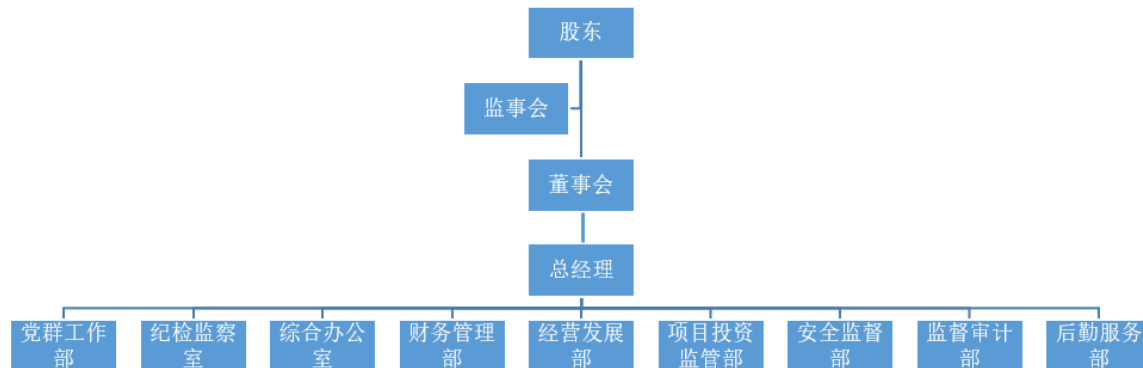 股东
监事会
董事会
总经理
党群工作
部
纪检监察
室
综合办公
室
财务管理
部
经营发展
部
项目投资
监管部
安全监督
部
监督审计
部
后勤服务
部